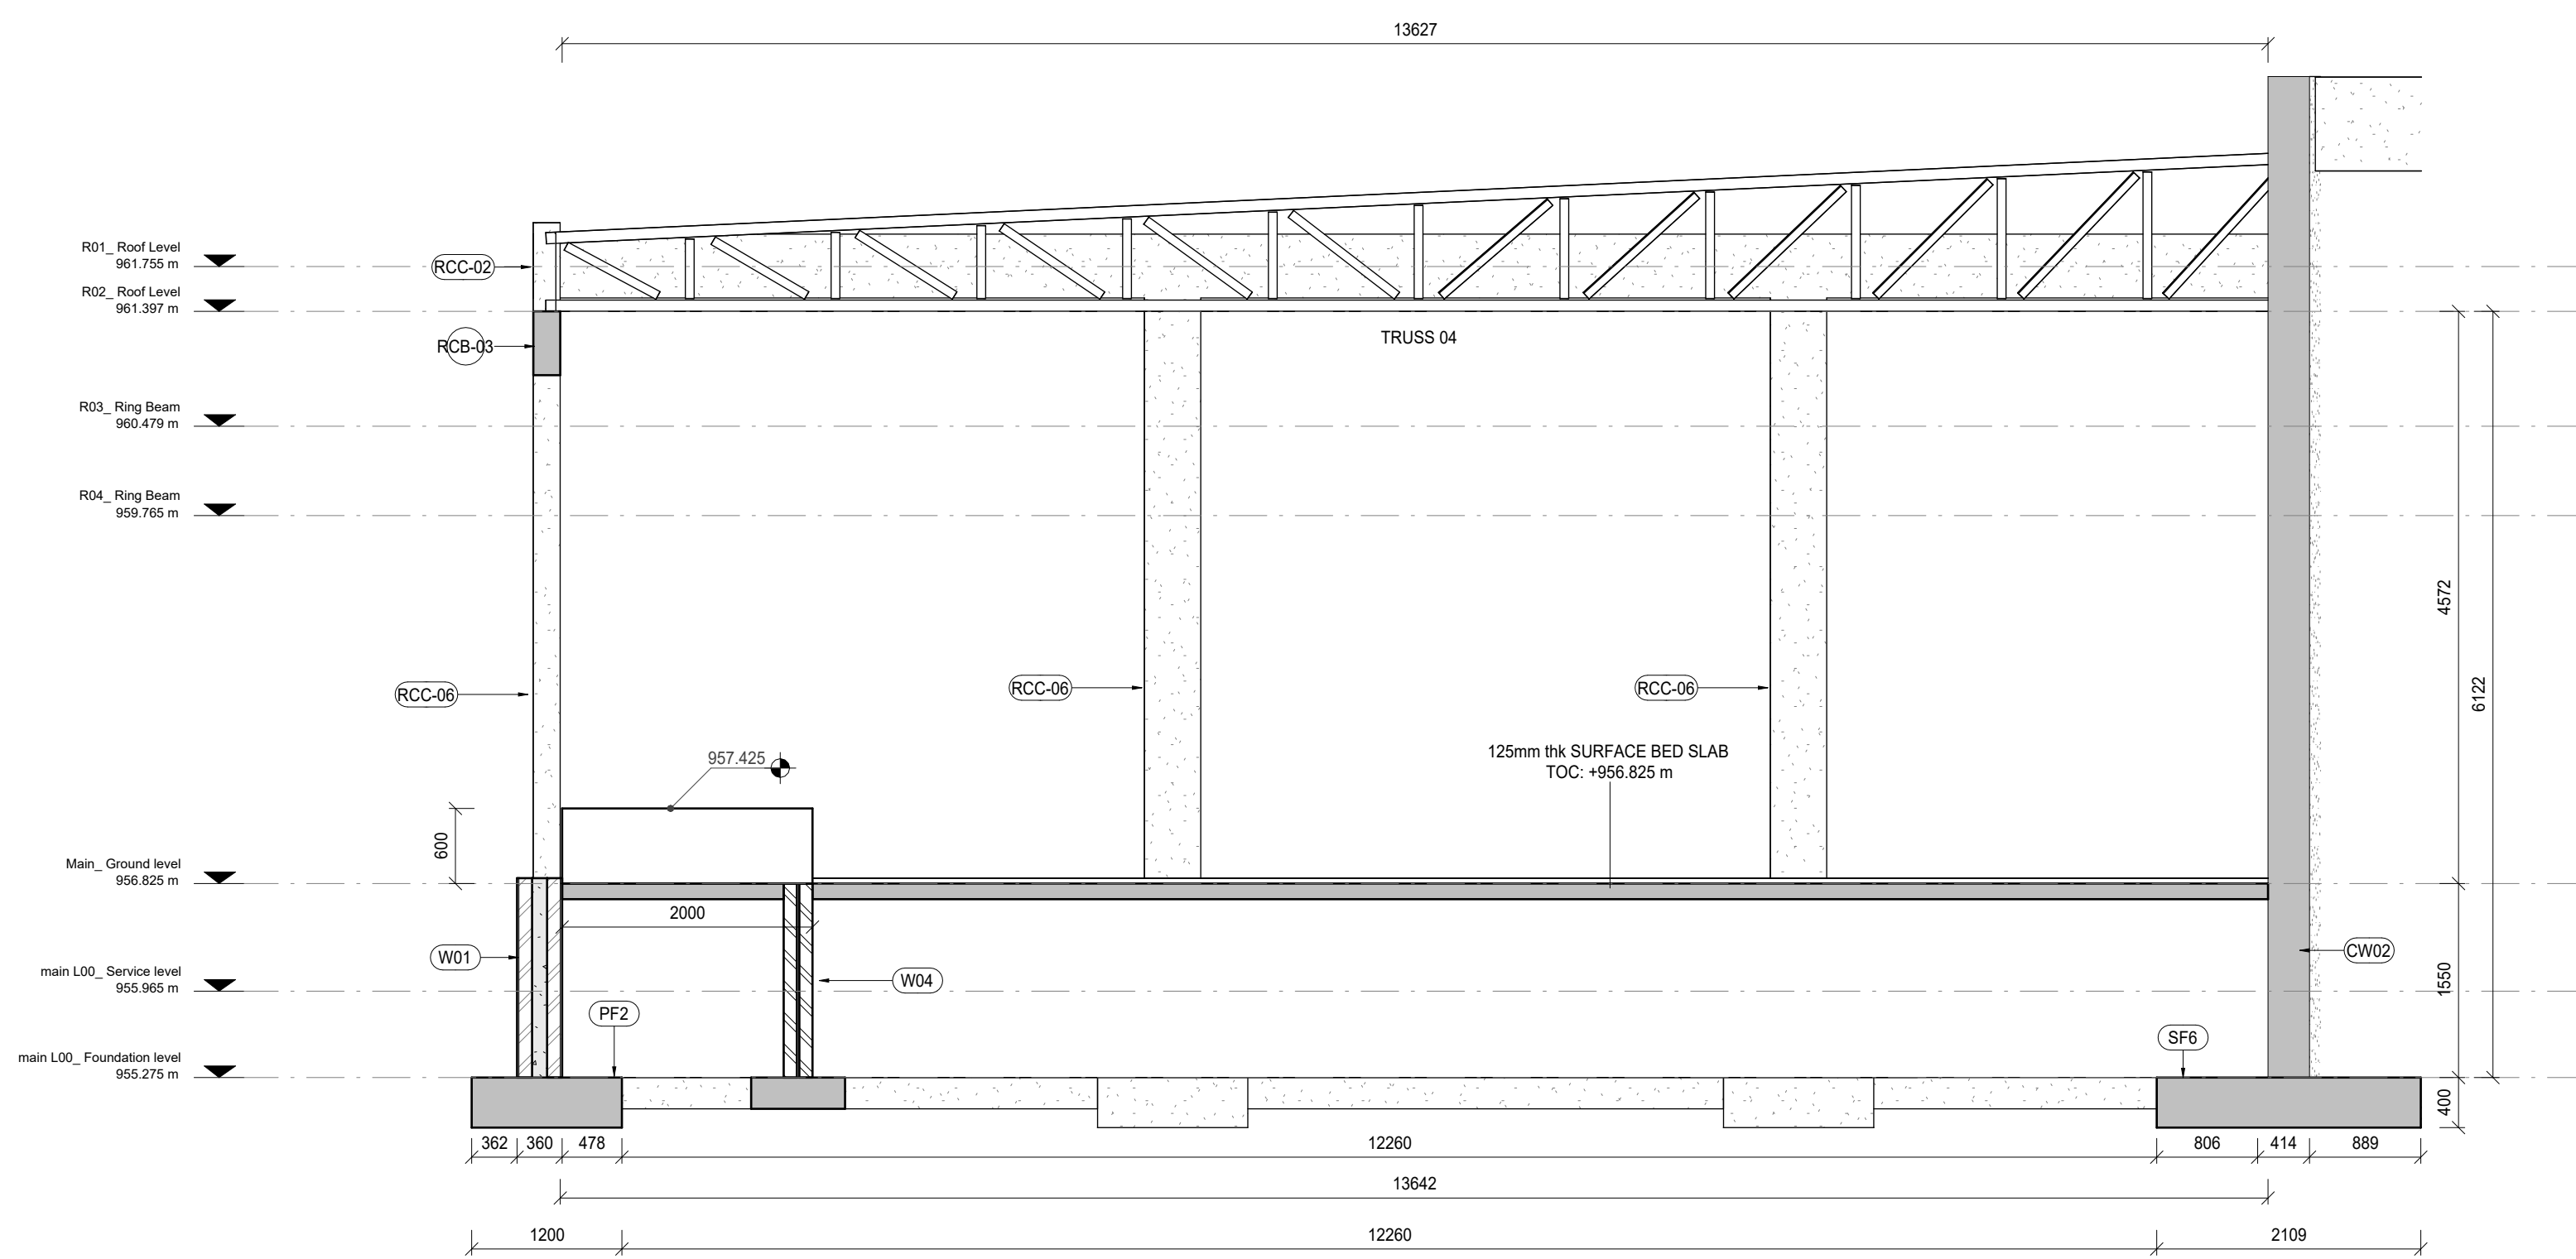 13627
R01_ Roof Level
961.755 m
RCC-02
R02_ Roof Level
961.397 m
RCB-03
TRUSS 04
R03_ Ring Beam
960.479 m
R04_ Ring Beam
959.765 m
4572
6122
RCC-06
RCC-06
RCC-06
957.425
125mm thk SURFACE BED SLAB
TOC: +956.825 m
600
Main_ Ground level
956.825 m
2000
W01
W04
CW02
main L00_ Service level
955.965 m
1550
PF2
SF6
main L00_ Foundation level
955.275 m
400
362 360 478 12260 806 414 889
13642
1200 12260 2109